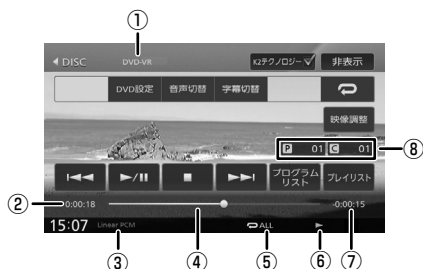 ①
DISC DVD-VR K2テクノロジー 非表示
DVD設定 音声切替 字幕切替
映像調整
P 01 C 01 ⑧
プログラムリスト プレイリスト
② 0:00:18 -0:00:15
15:07 Linear PCM ALL
③ ④ ⑤ ⑥ ⑦